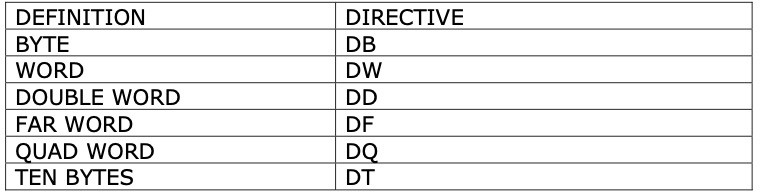 DEFINITION DIRECTIVE
BYTE DB
WORD DW
DOUBLE WORD DD
FAR WORD DF
QUAD WORD DQ
TEN BYTES DT